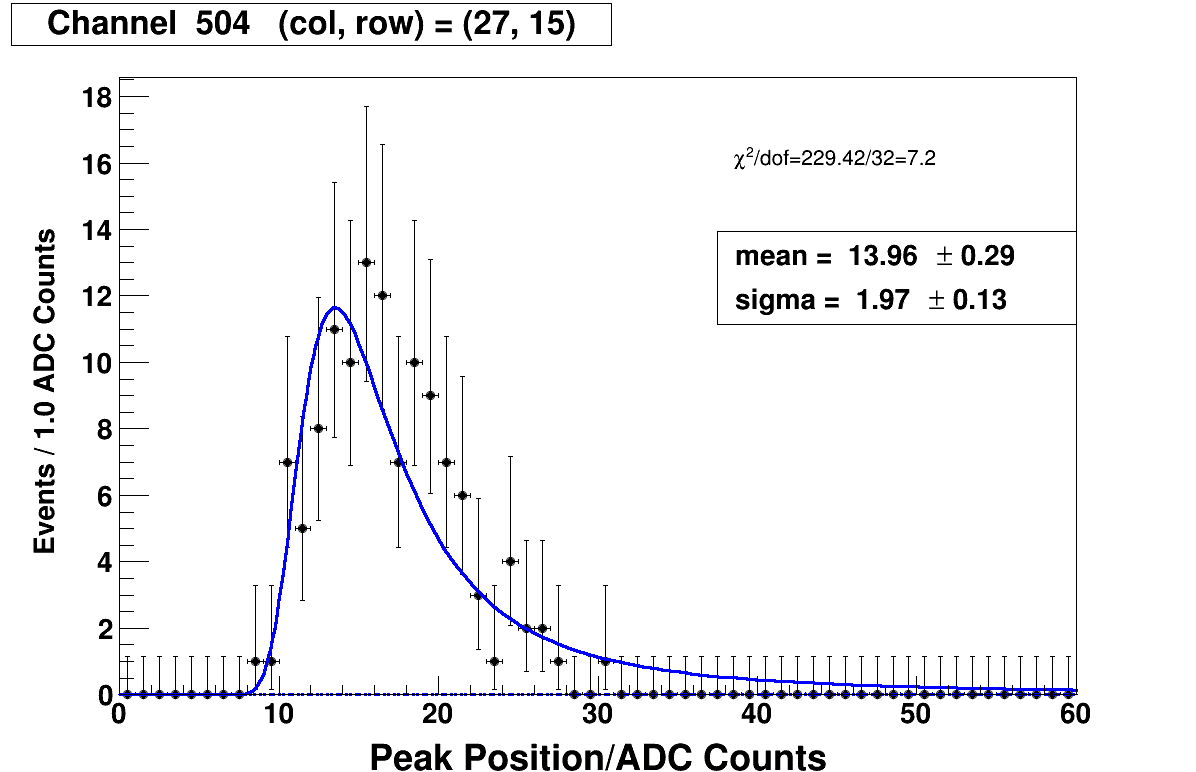 Channel 504 (col, row) = (27, 15)
18
16
14
12
10
8
6
4
2
0
Events / 1.0 ADC Counts
χ²/dof=229.42/32=7.2
mean = 13.96 ± 0.29
sigma = 1.97 ± 0.13
0 10 20 30 40 50 60
Peak Position/ADC Counts